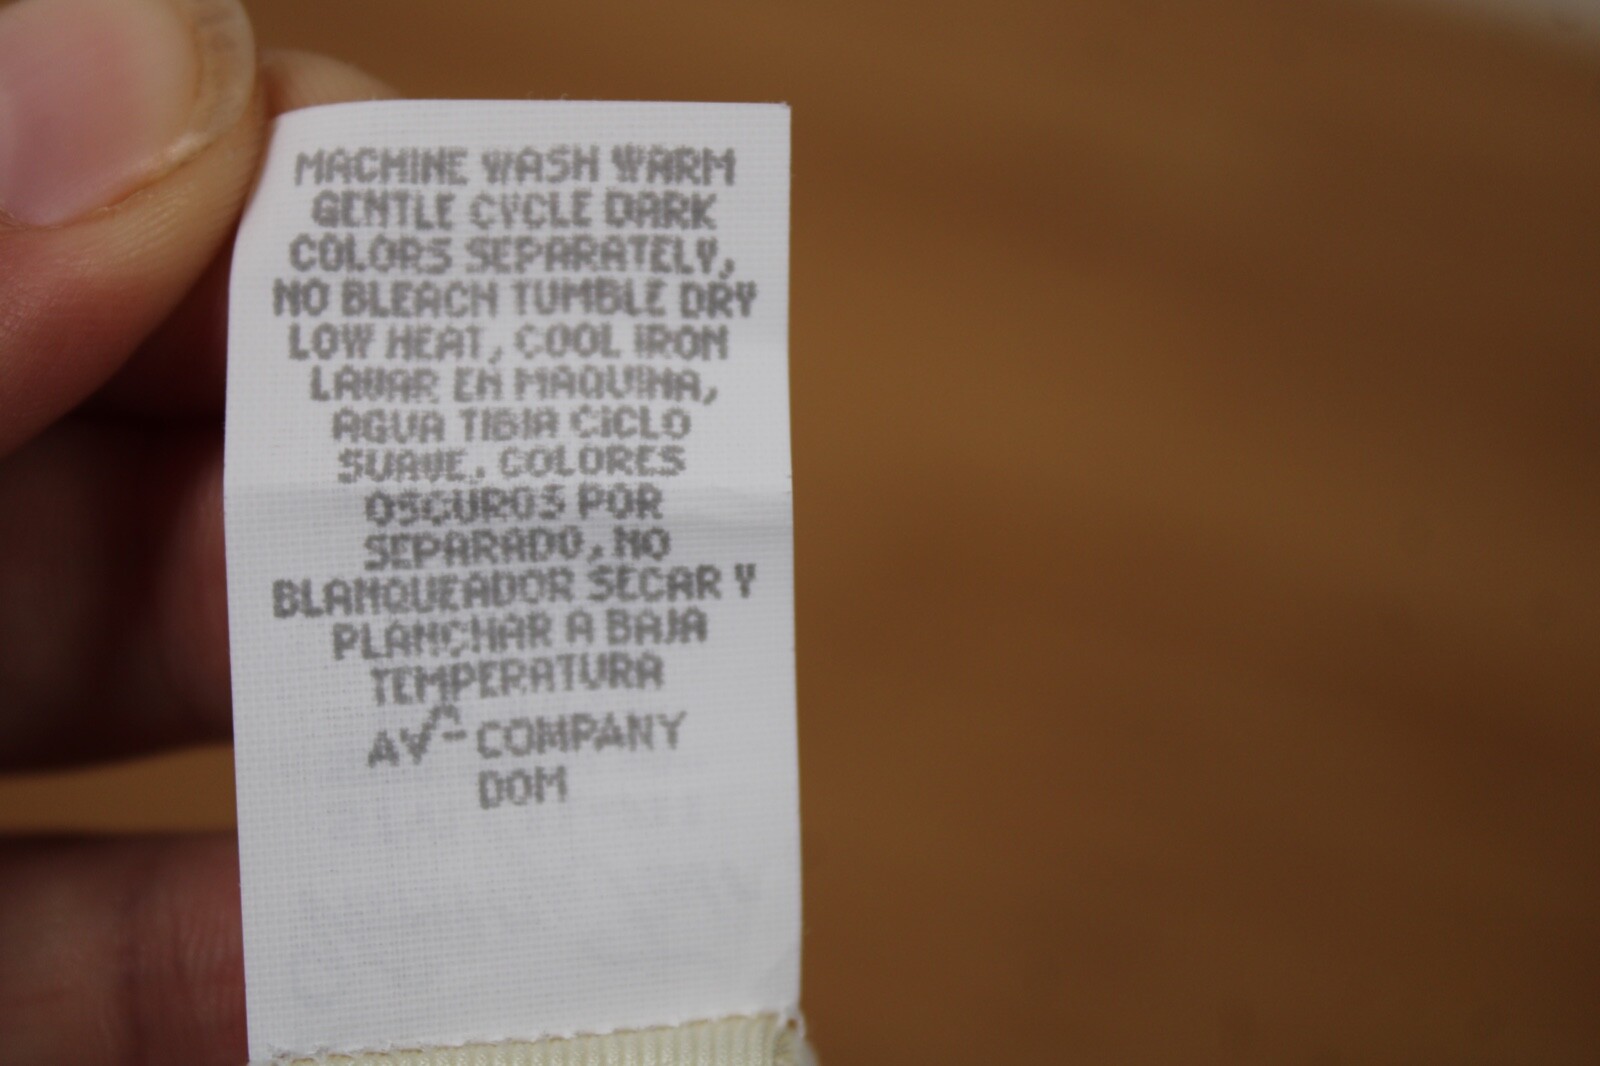 MACHINE WASH WARM
GENTLE CYCLE DARK
COLORS SEPARATELY,
NO BLEACH TUMBLE DRY
LOW HEAT, COOL IRON
LAVAR EN MAQUINA,
AGUA TIBIA CICLO
SUAVE, COLORES
OSCUROS POR
SEPARADO, NO
BLANQUEADOR SECAR Y
PLANCHAR A BAJA
TEMPERATURA
COMPANY
DOM